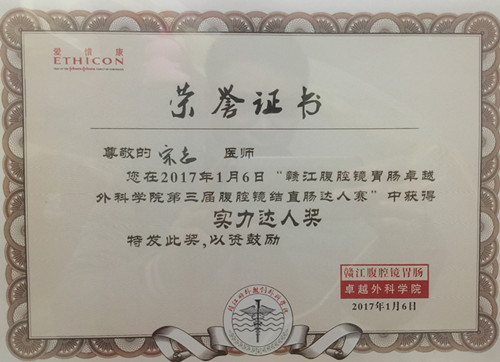 爱惜康
ETHICON
荣誉证书
尊敬的 宋志 医师
您在2017年1月6日“赣江腹腔镜胃肠卓越
外科学院第三届腹腔镜结直肠达人赛”中获得
实力达人奖
特发此奖,以资鼓励
赣江腹腔镜胃肠
卓越外科学院
2017年1月6日